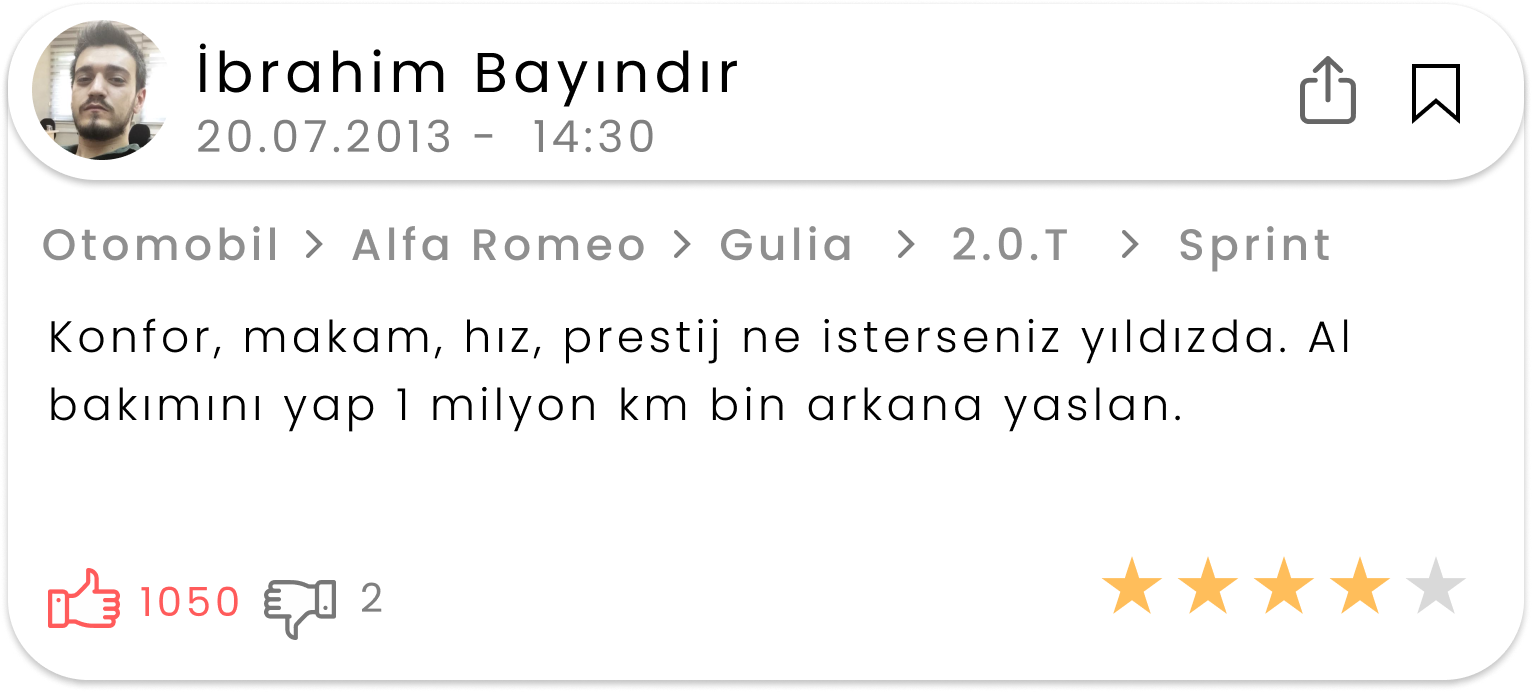 İbrahim Bayındır
20.07.2013 - 14:30
Otomobil > Alfa Romeo > Gulia > 2.0.T > Sprint
Konfor, makam, hız, prestij ne isterseniz yıldızda. Al
bakımını yap 1 milyon km bin arkana yaslan.
1050 2